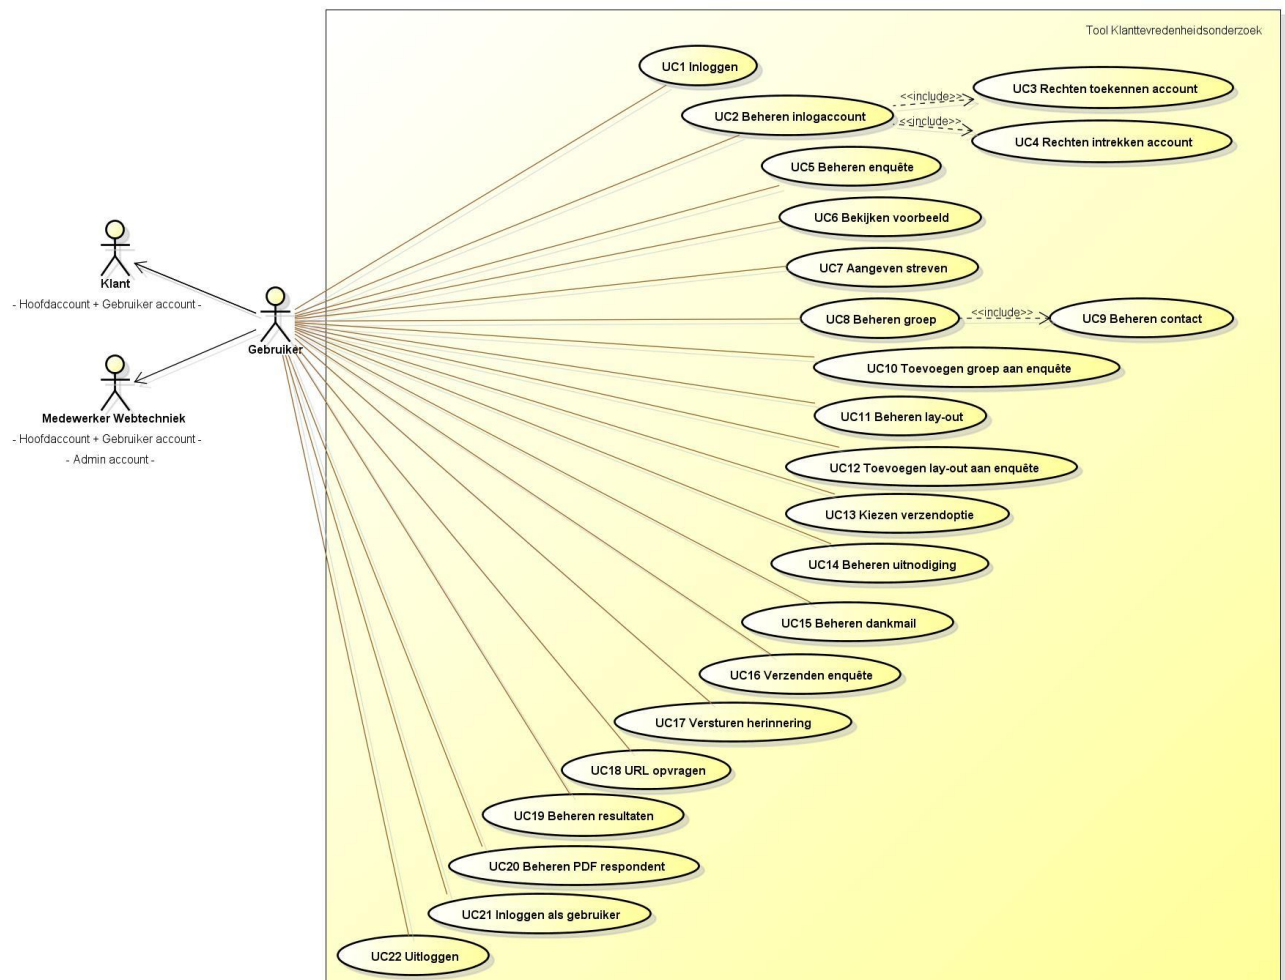 Tool Klanttevredenheidsonderzoek
UC1 Inloggen
UC2 Beheren inlogaccount
<<include>>
UC3 Rechten toekennen account
<<include>>
UC4 Rechten intrekken account
UC5 Beheren enquête
UC6 Bekijken voorbeeld
UC7 Aangeven streven
UC8 Beheren groep
<<include>>
UC9 Beheren contact
UC10 Toevoegen groep aan enquête
UC11 Beheren lay-out
UC12 Toevoegen lay-out aan enquête
UC13 Kiezen verzendoptie
UC14 Beheren uitnodiging
UC15 Beheren dankmail
UC16 Verzenden enquête
UC17 Versturen herinnering
UC18 URL opvragen
UC19 Beheren resultaten
UC20 Beheren PDF respondent
UC21 Inloggen als gebruiker
UC22 Uitloggen
Klant
- Hoofdaccount + Gebruiker account -
Gebruiker
Medewerker Webtechniek
- Hoofdaccount + Gebruiker account -
- Admin account -